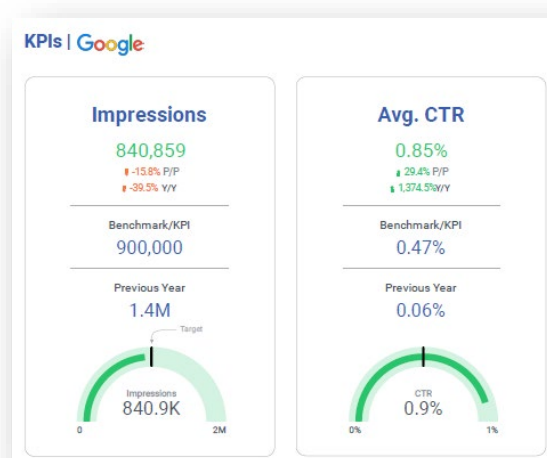 KPIs | Google
Impressions
840,859
-15.8% P/P
-39.5% Y/Y
Benchmark/KPI
900,000
Previous Year
1.4M
Target
Impressions
840.9K
0
2M
Avg. CTR
0.85%
29.4% P/P
1,374.5%Y/Y
Benchmark/KPI
0.47%
Previous Year
0.06%
CTR
0.9%
0%
1%